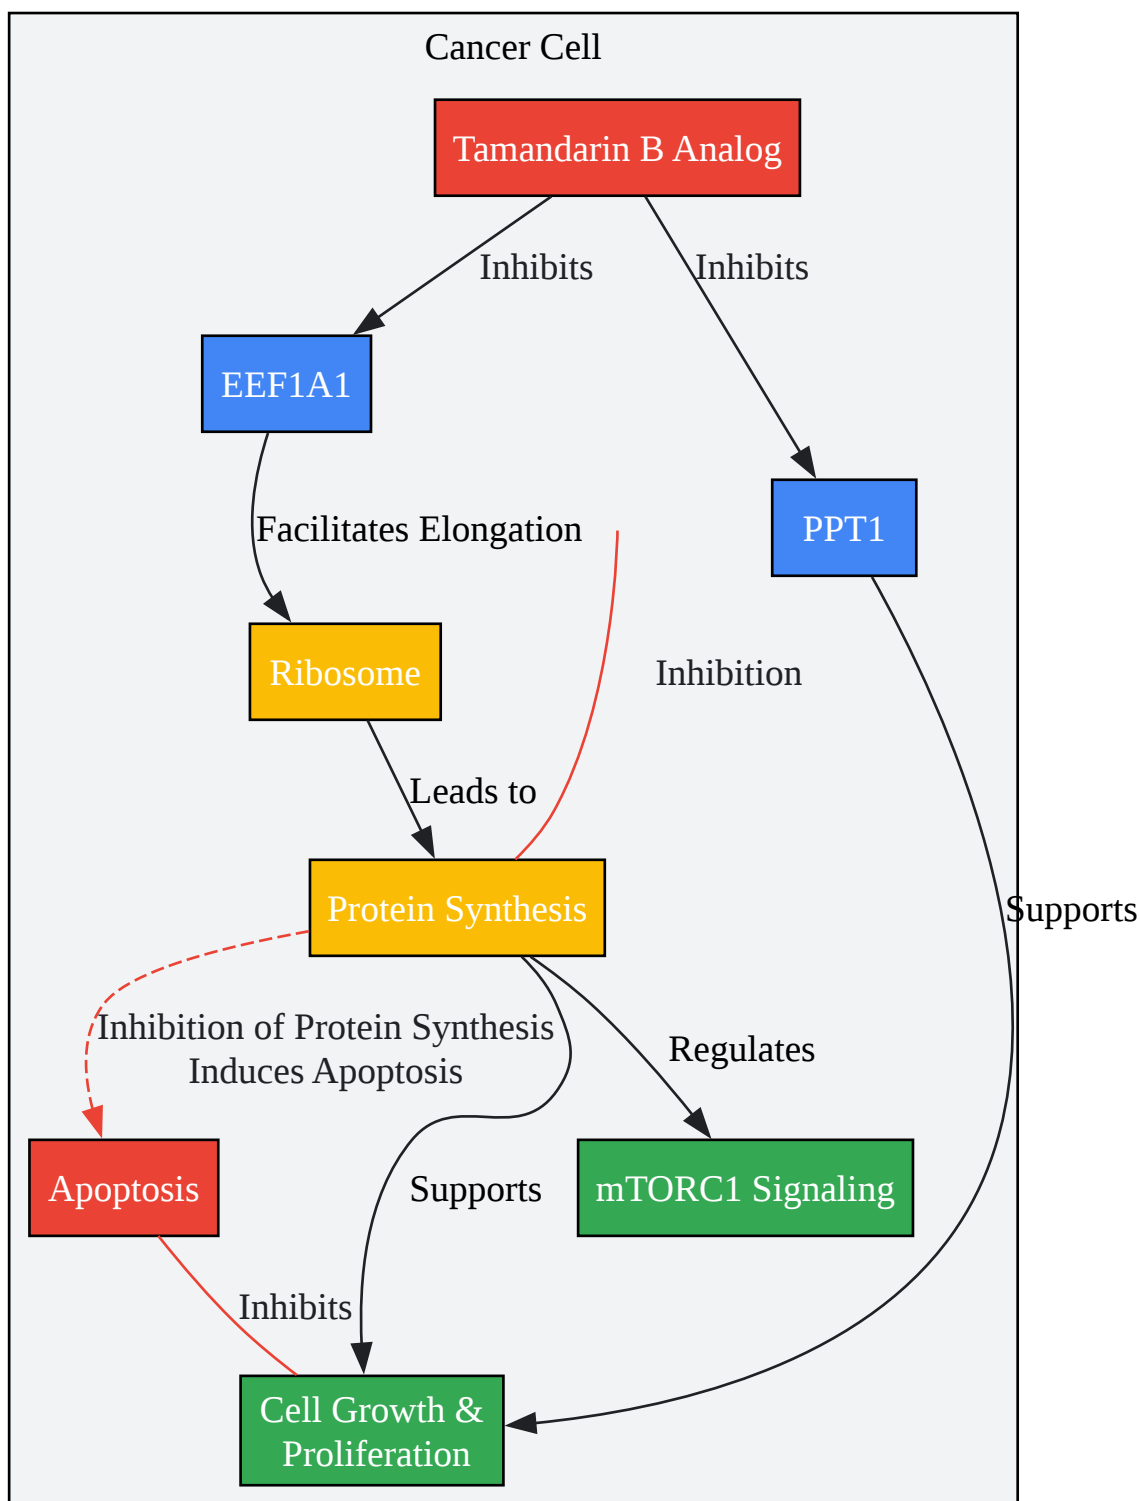 Cancer Cell
Tamandarin B Analog
Inhibits
Inhibits
EEF1A1
Facilitates Elongation
PPT1
Ribosome
Inhibition
Leads to
Protein Synthesis
Supports
Inhibition of Protein Synthesis
Induces Apoptosis
Regulates
Apoptosis
Supports
mTORC1 Signaling
Inhibits
Cell Growth &
Proliferation